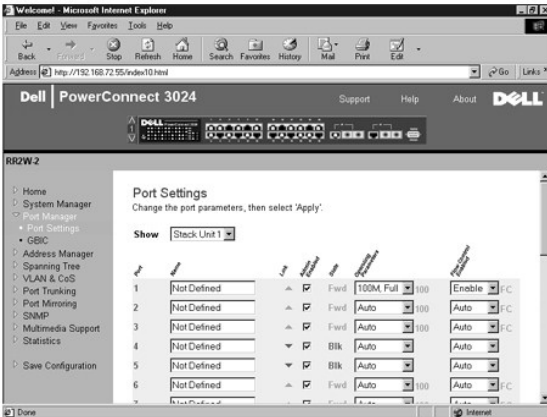 Welcome! - Microsoft Internet Explorer
File Edit View Favorites Tools Help
Back Forward Stop Refresh Home Search Favorites History Mail Print Edit
Address http://192.168.72.55/index10.html Go Links
Dell PowerConnect 3024 Support Help About DELL
1 DELL
RR2W-2
Home
System Manager
Port Manager
Port Settings
GBIC
Address Manager
Spanning Tree
VLAN & CoS
Port Trunking
Port Mirroring
SNMP
Multimedia Support
Statistics
Save Configuration
Port Settings
Change the port parameters, then select 'Apply'.
Show Stack Unit 1
Port Name Link Admin Enabled State Operating Parameters Flow Control Enabled
1 Not Defined Fwd 100M, Full 100 Enable FC
2 Not Defined Fwd Auto 100 Auto FC
3 Not Defined Fwd Auto 100 Auto FC
4 Not Defined Blk Auto Auto
5 Not Defined Blk Auto Auto
6 Not Defined Fwd Auto 100 Auto FC
Done Internet